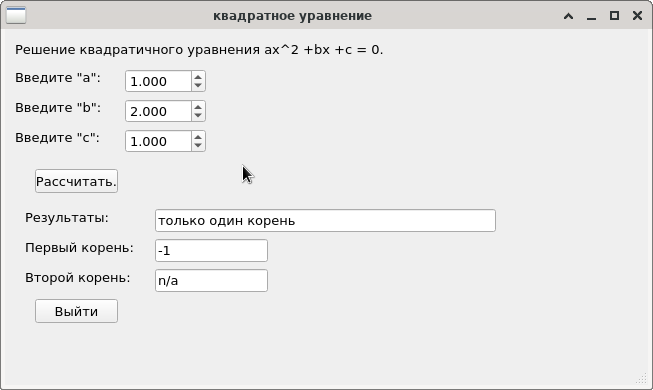 квадратное уравнение
Решение квадратичного уравнения ax^2 +bx +c = 0.
Введите "a": 1.000
Введите "b": 2.000
Введите "c": 1.000
Рассчитать.
Результаты: только один корень
Первый корень: -1
Второй корень: n/a
Выйти